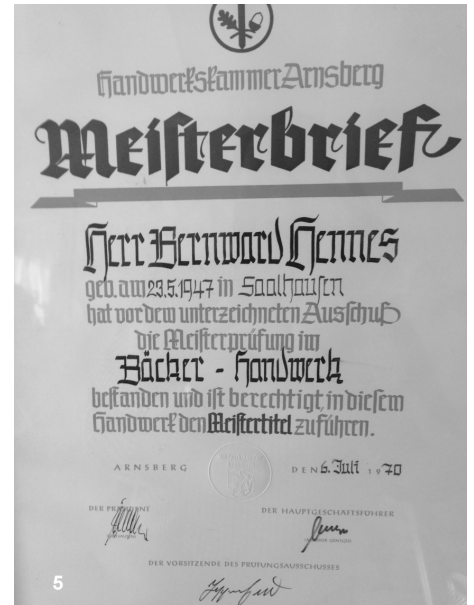 Handwerkskammer Arnsberg
Meisterbrief
Herr Bernward Hennes
geb. am 23.5.1947 in Saalhausen
hat vor dem unterzeichneten Ausschuß
die Meisterprüfung im
Bäcker - Handwerk
bestanden und ist berechtigt, in diesem
Handwerk den Meistertitel zu führen.
ARNSBERG DEN 6. Juli 1970
DER PRÄSIDENT DER HAUPTGESCHÄFTSFÜHRER
DER VORSITZENDE DES PRÜFUNGSAUSSCHUSSES
5